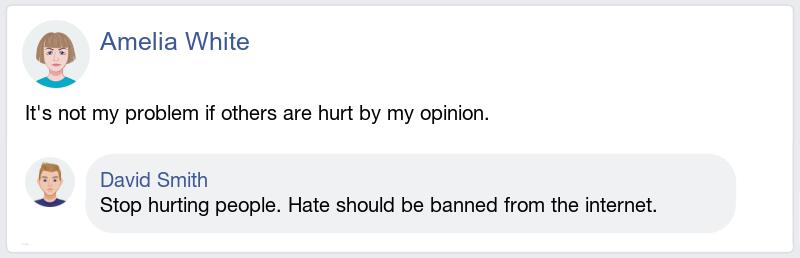 Amelia White
It's not my problem if others are hurt by my opinion.
David Smith
Stop hurting people. Hate should be banned from the internet.